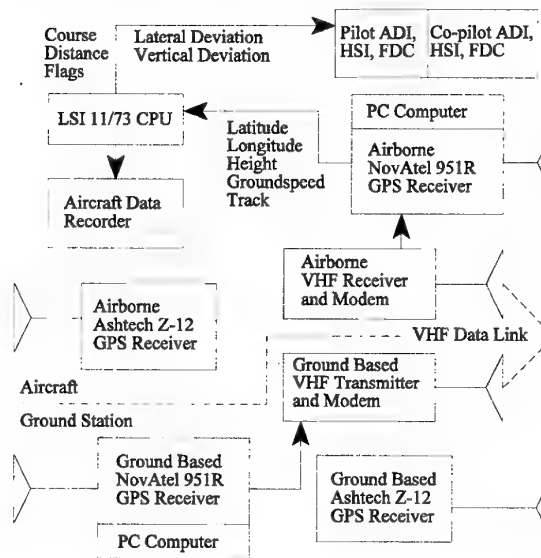 Course
Distance
Flags
Lateral Deviation
Vertical Deviation
Pilot ADI,
HSI, FDC
Co-pilot ADI,
HSI, FDC
LSI 11/73 CPU
Latitude
Longitude
Height
Groundspeed
Track
PC Computer
Airborne
NovAtel 951R
GPS Receiver
Aircraft Data
Recorder
Airborne
VHF Receiver
and Modem
Airborne
Ashtech Z-12
GPS Receiver
VHF Data Link
Aircraft
Ground Station
Ground Based
VHF Transmitter
and Modem
Ground Based
NovAtel 951R
GPS Receiver
PC Computer
Ground Based
Ashtech Z-12
GPS Receiver